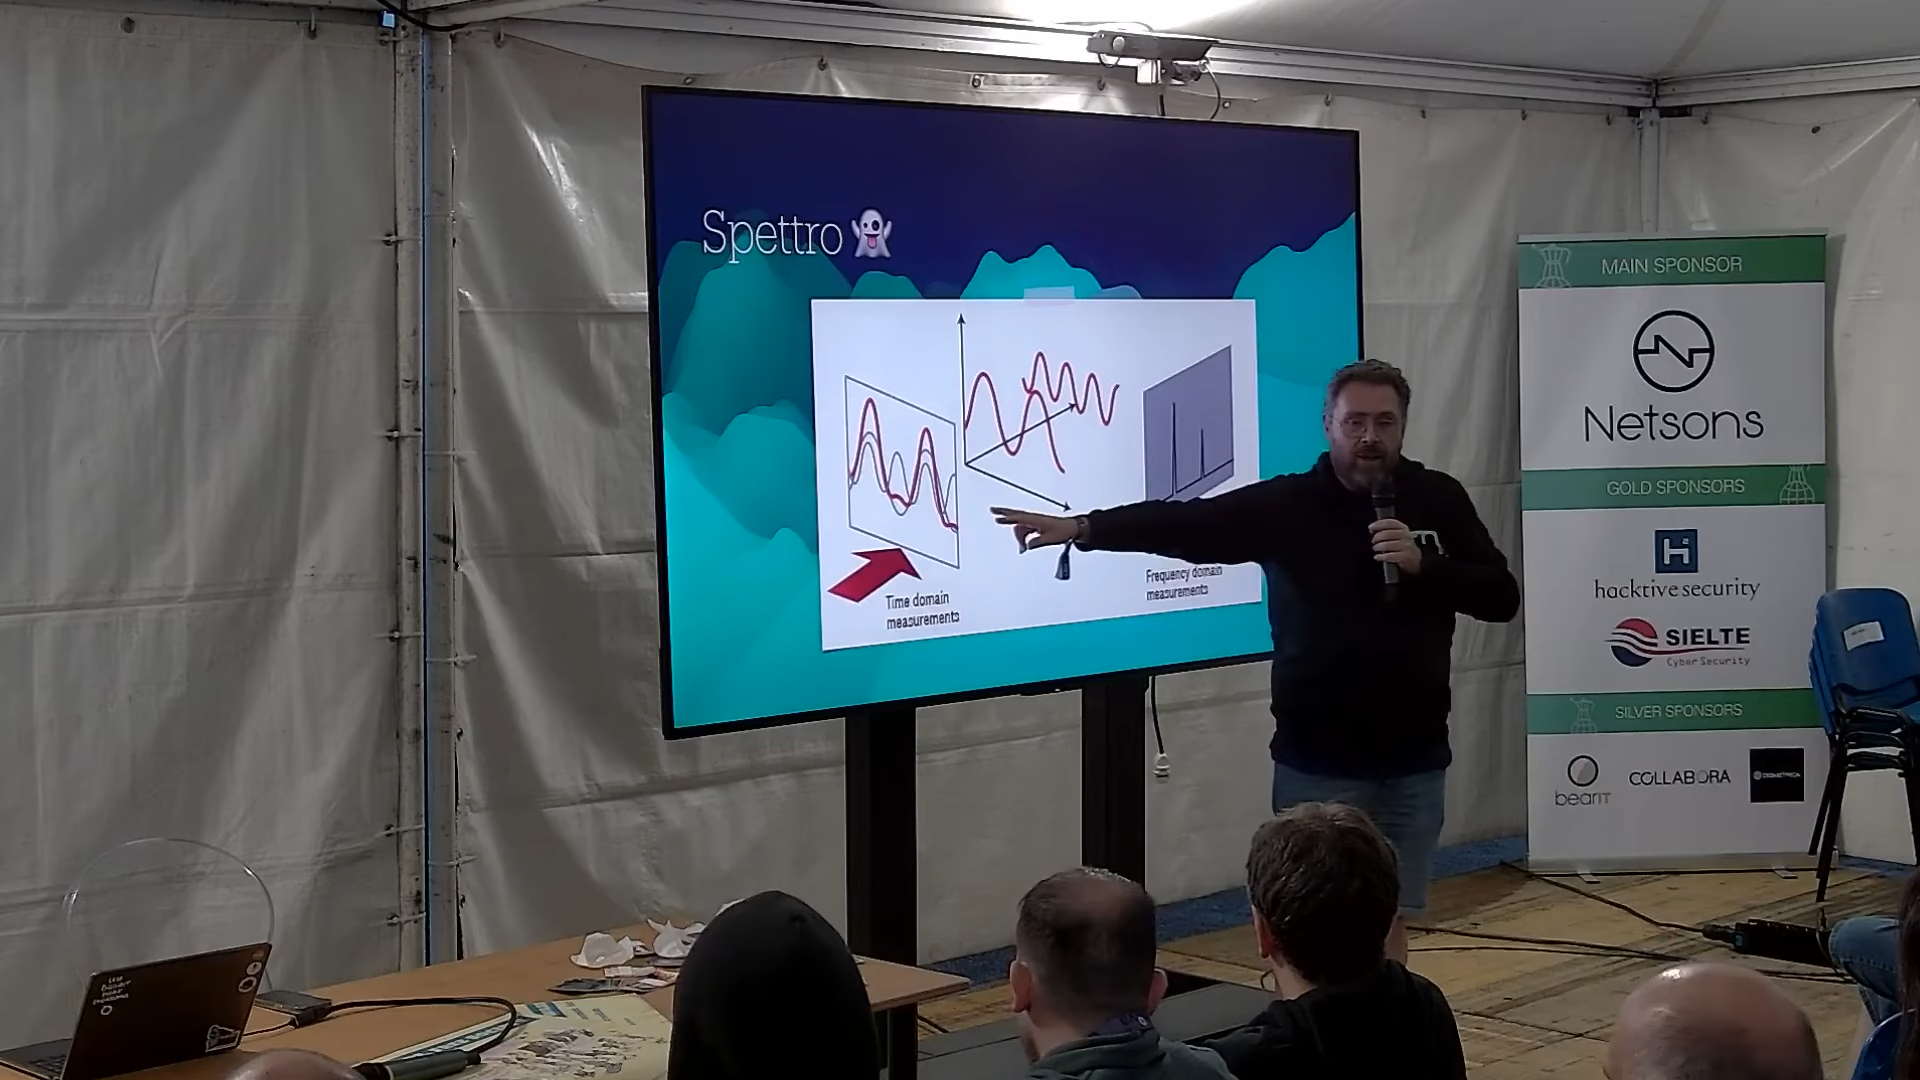 Spettro
Time domain
measurements
Frequency domain
measurements
MAIN SPONSOR
Netsons
GOLD SPONSORS
hacktive security
SIELTE
Cyber Security
SILVER SPONSORS
bearIT
COLLABORA